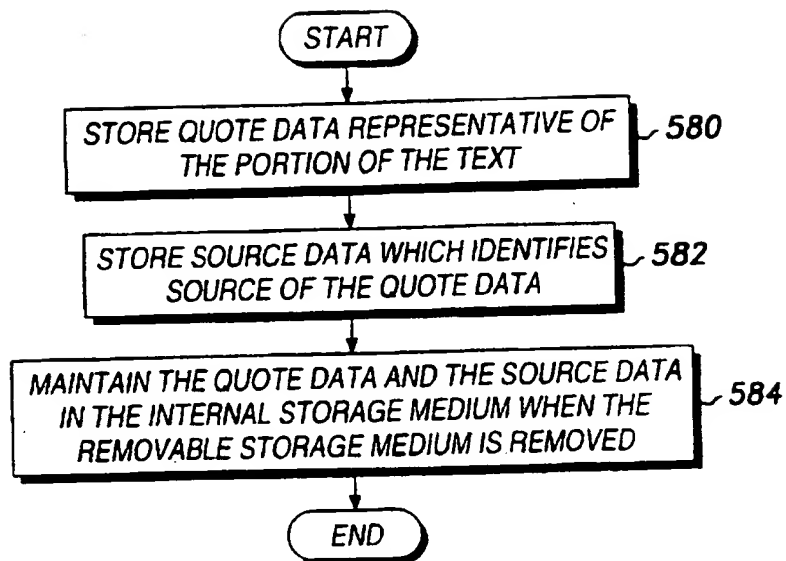 START
STORE QUOTE DATA REPRESENTATIVE OF
THE PORTION OF THE TEXT
580
STORE SOURCE DATA WHICH IDENTIFIES
SOURCE OF THE QUOTE DATA
582
MAINTAIN THE QUOTE DATA AND THE SOURCE DATA
IN THE INTERNAL STORAGE MEDIUM WHEN THE
REMOVABLE STORAGE MEDIUM IS REMOVED
584
END